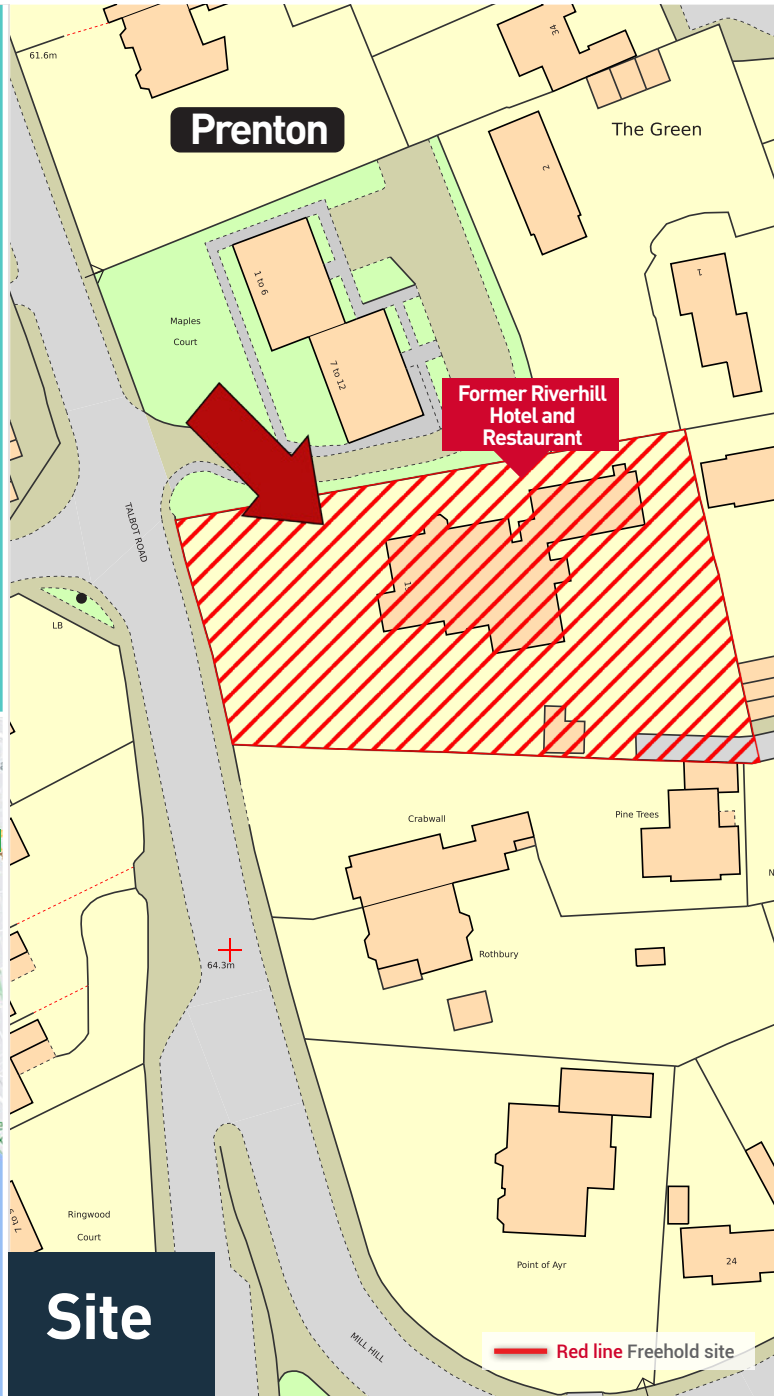 61.6m
34
Prenton
The Green
2
1 to 6
1
Maples
Court
7 to 12
Former Riverhill
Hotel and
Restaurant
TALBOT ROAD
LB
Crabwall
Pine Trees
Rothbury
64.3m
Ringwood
Court
Point of Ayr
24
Site
MILL HILL
Red line Freehold site